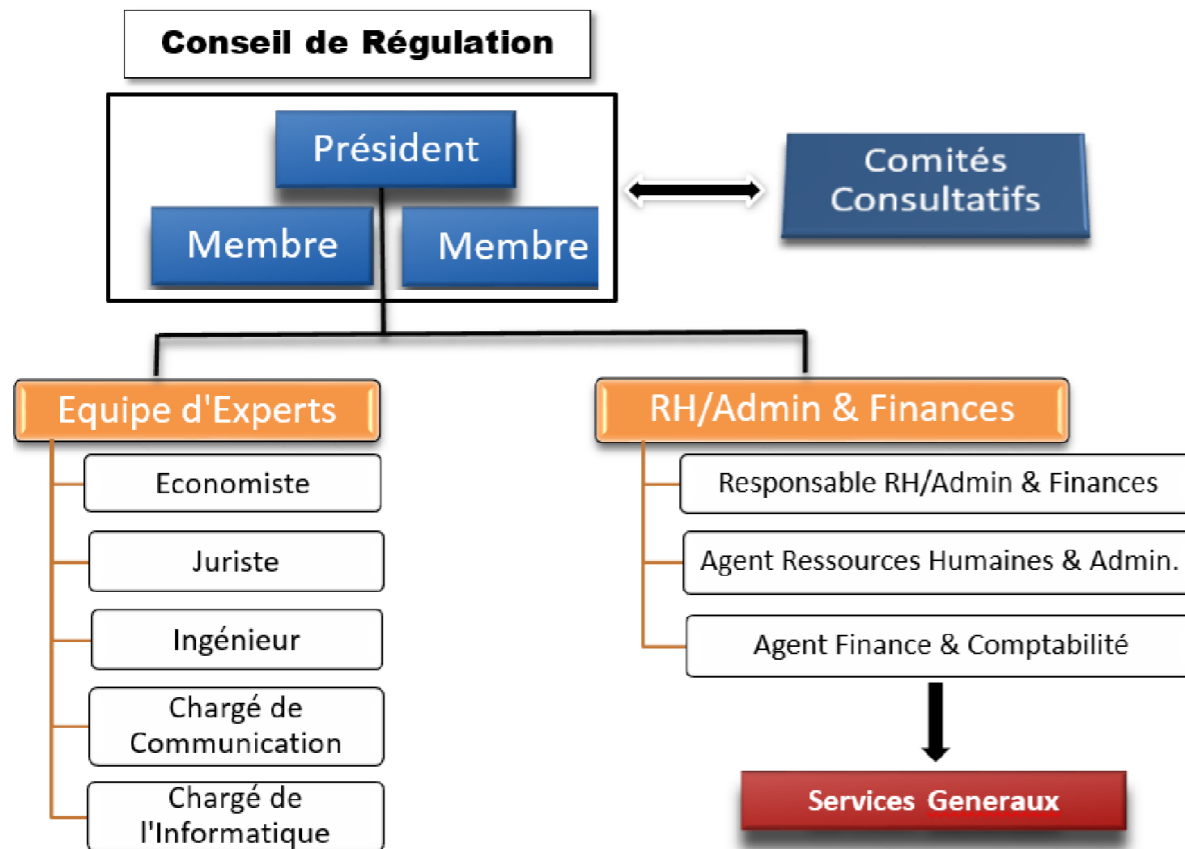 Conseil de Régulation
Président
Membre
Membre
Comités
Consultatifs
Equipe d'Experts
Economiste
Juriste
Ingénieur
Chargé de
Communication
Chargé de
l'Informatique
RH/Admin & Finances
Responsable RH/Admin & Finances
Agent Ressources Humaines & Admin.
Agent Finance & Comptabilité
Services Generaux